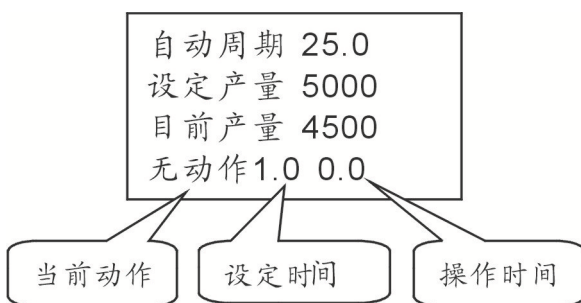 自动周期 25.0
设定产量 5000
目前产量 4500
无动作1.0 0.0
当前动作
设定时间
操作时间